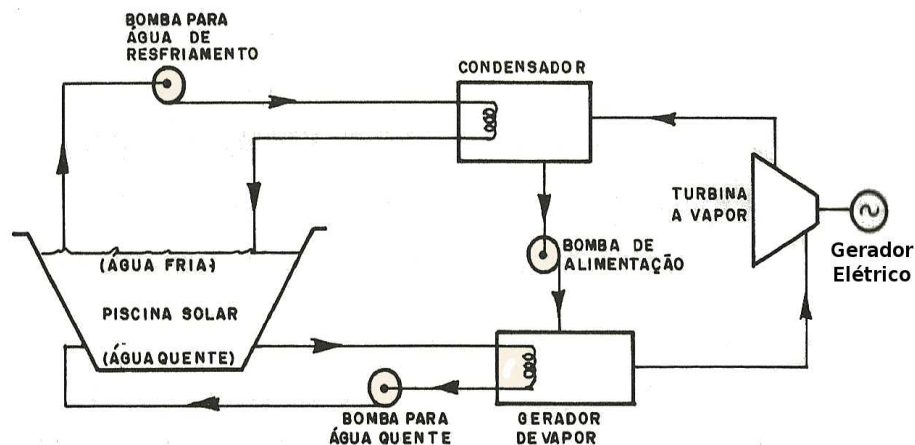 BOMBA PARA
ÁGUA DE
RESFRIAMENTO
CONDENSADOR
TURBINA
A VAPOR
Gerador
Elétrico
BOMBA DE
ALIMENTAÇÃO
(ÁGUA FRIA)
PISCINA SOLAR
(ÁGUA QUENTE)
BOMBA PARA
ÁGUA QUENTE
GERADOR
DE VAPOR